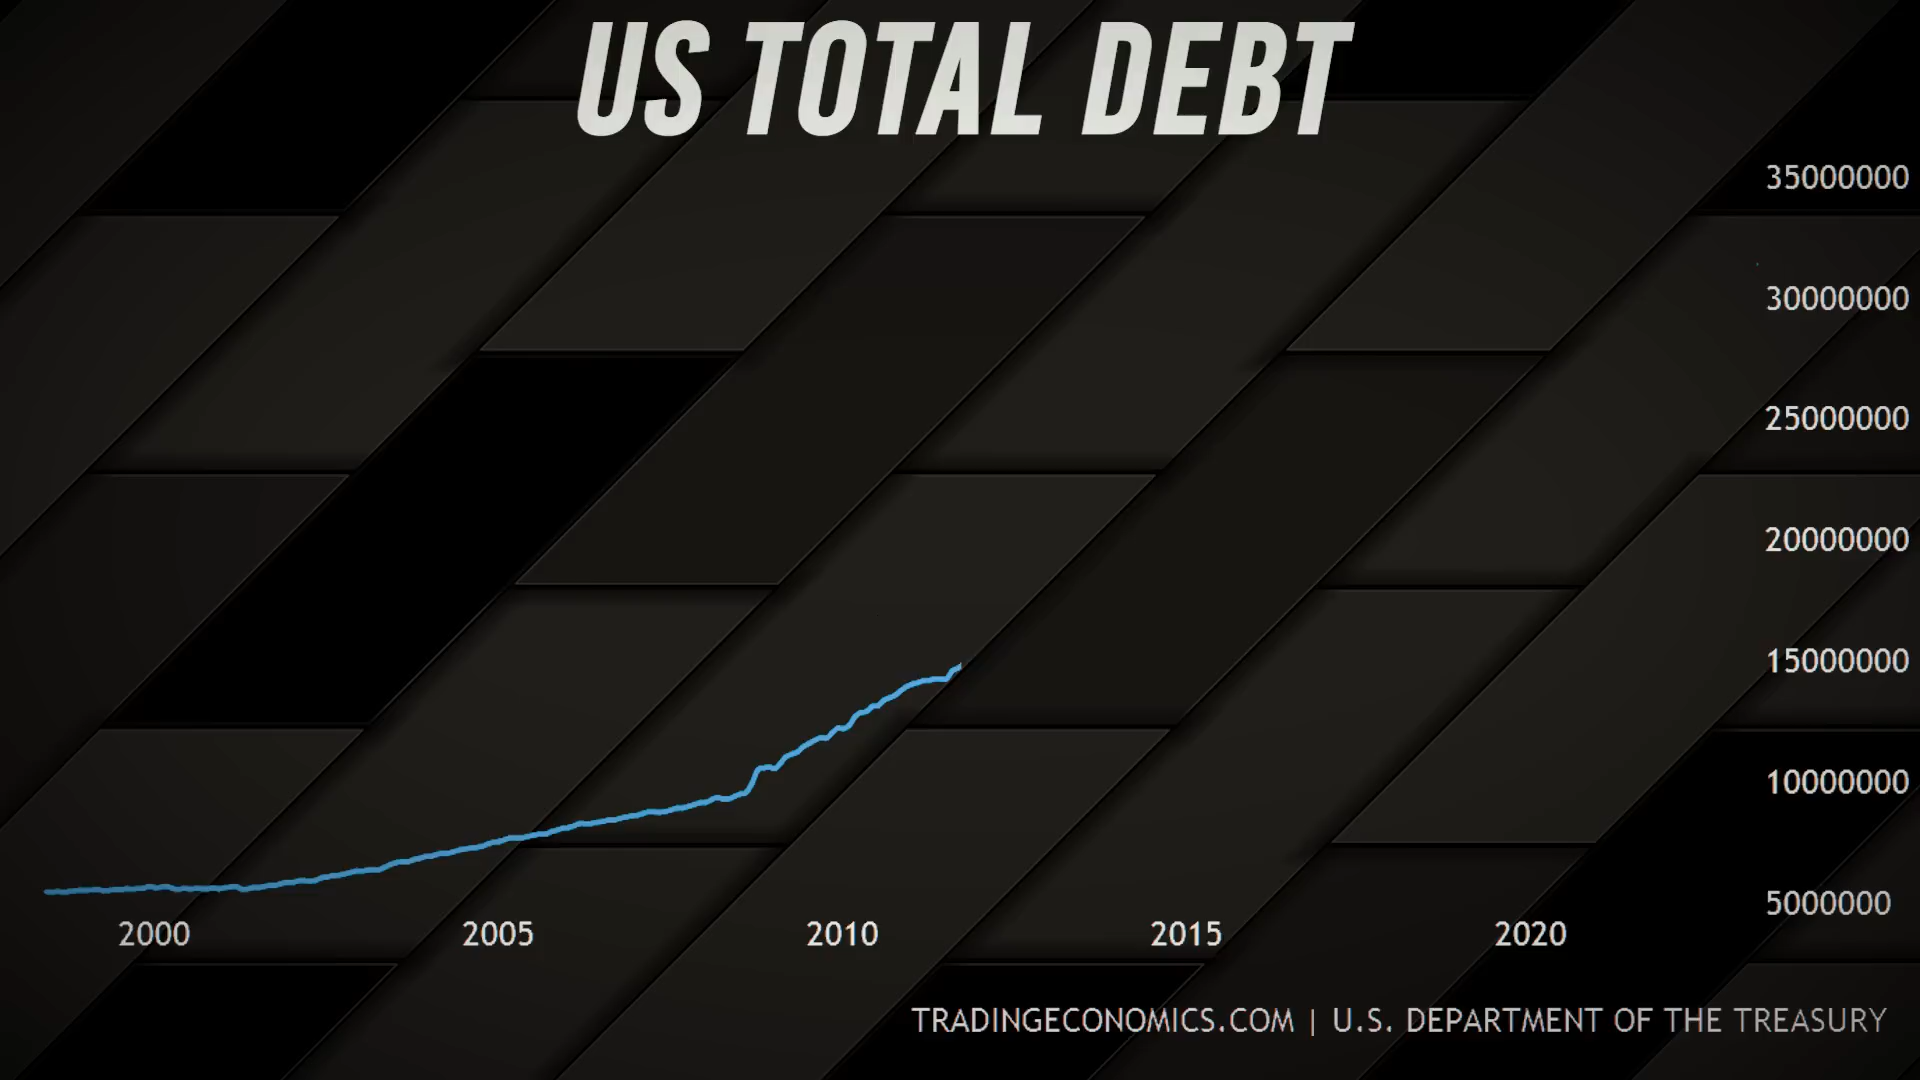 US TOTAL DEBT
35000000
30000000
25000000
20000000
15000000
10000000
5000000
2000 2005 2010 2015 2020
TRADINGECONOMICS.COM | U.S. DEPARTMENT OF THE TREASURY